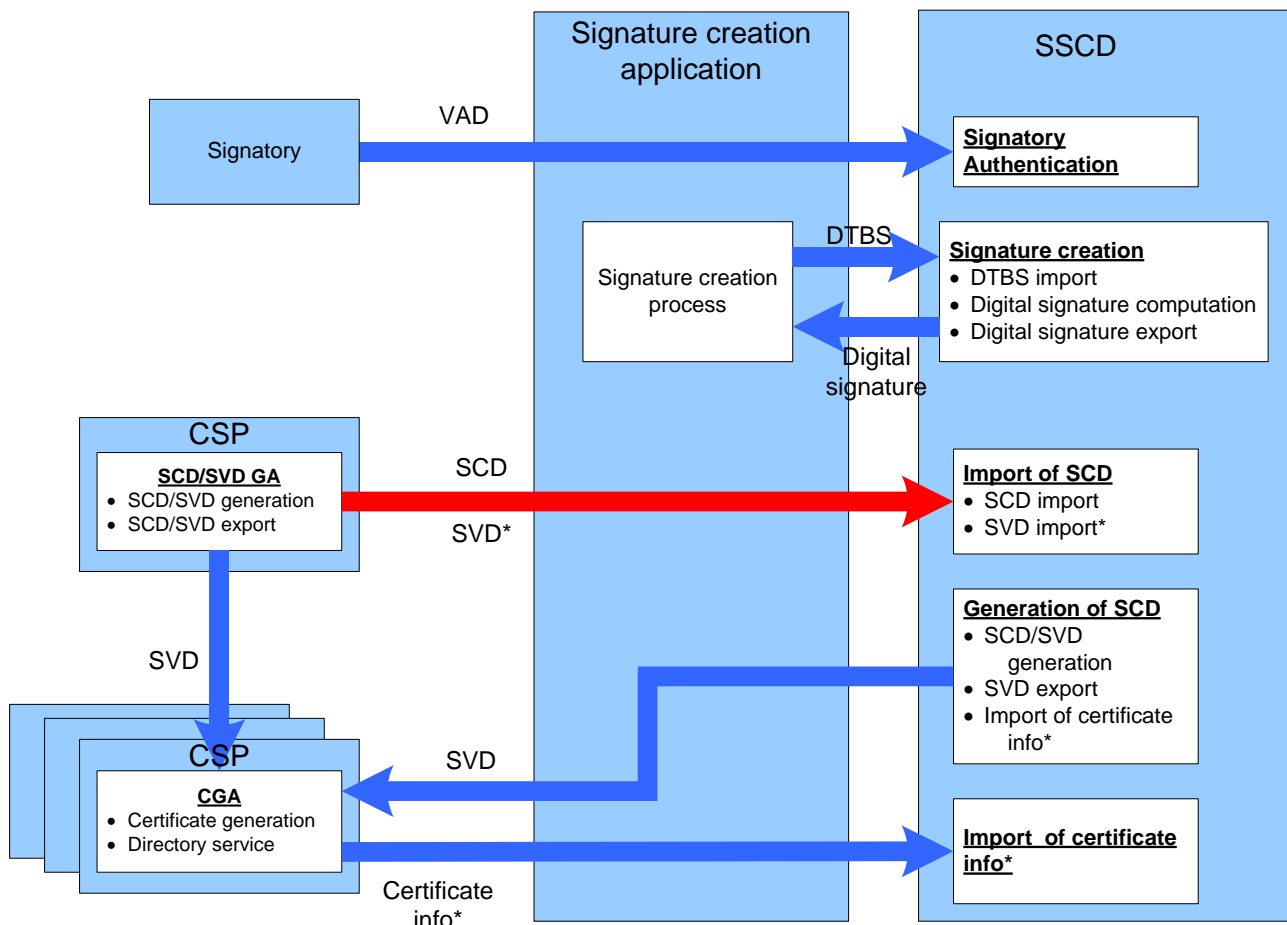 Signature creation
application
SSCD
VAD
Signatory
Signatory
Authentication
DTBS
Signature creation
process
Signature creation
• DTBS import
• Digital signature computation
• Digital signature export
Digital
signature
CSP
SCD/SVD GA
• SCD/SVD generation
• SCD/SVD export
SCD
SVD*
Import of SCD
• SCD import
• SVD import*
SVD
Generation of SCD
• SCD/SVD
generation
• SVD export
• Import of certificate
info*
CSP
CGA
• Certificate generation
• Directory service
SVD
Import of certificate
info*
Certificate
info*